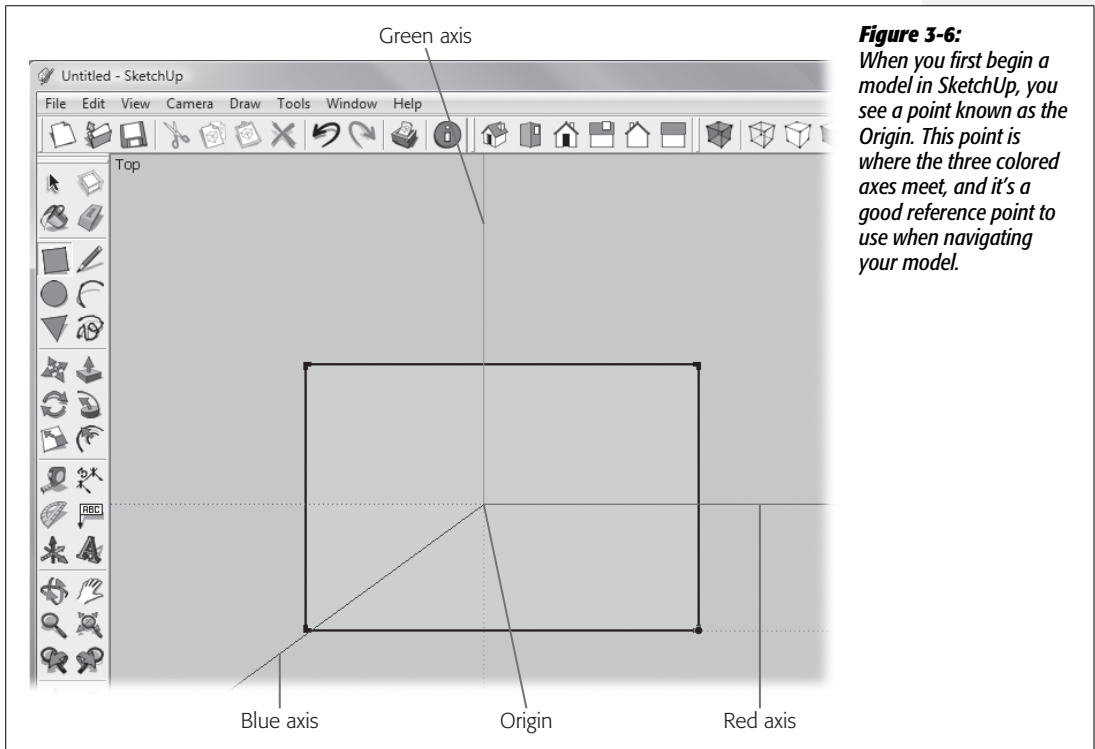 Green axis
Untitled - SketchUp
File Edit View Camera Draw Tools Window Help
Top
ABC
Blue axis
Origin
Red axis
Figure 3-6:
When you first begin a
model in SketchUp, you
see a point known as the
Origin. This point is
where the three colored
axes meet, and it's a
good reference point to
use when navigating
your model.